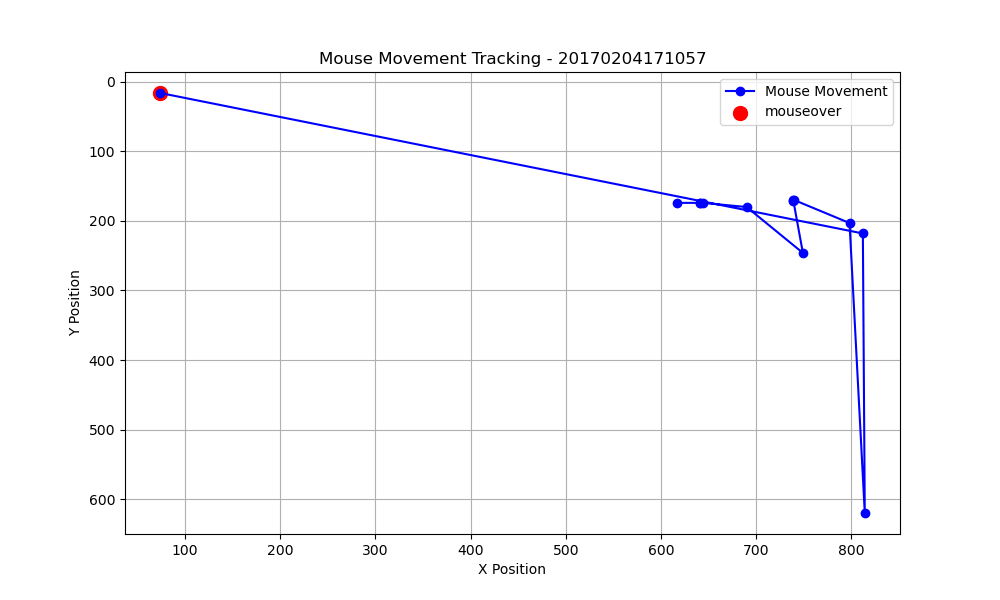 Mouse Movement Tracking - 20170204171057
Mouse Movement
mouseover
Y Position
0
100
200
300
400
500
600
100 200 300 400 500 600 700 800
X Position